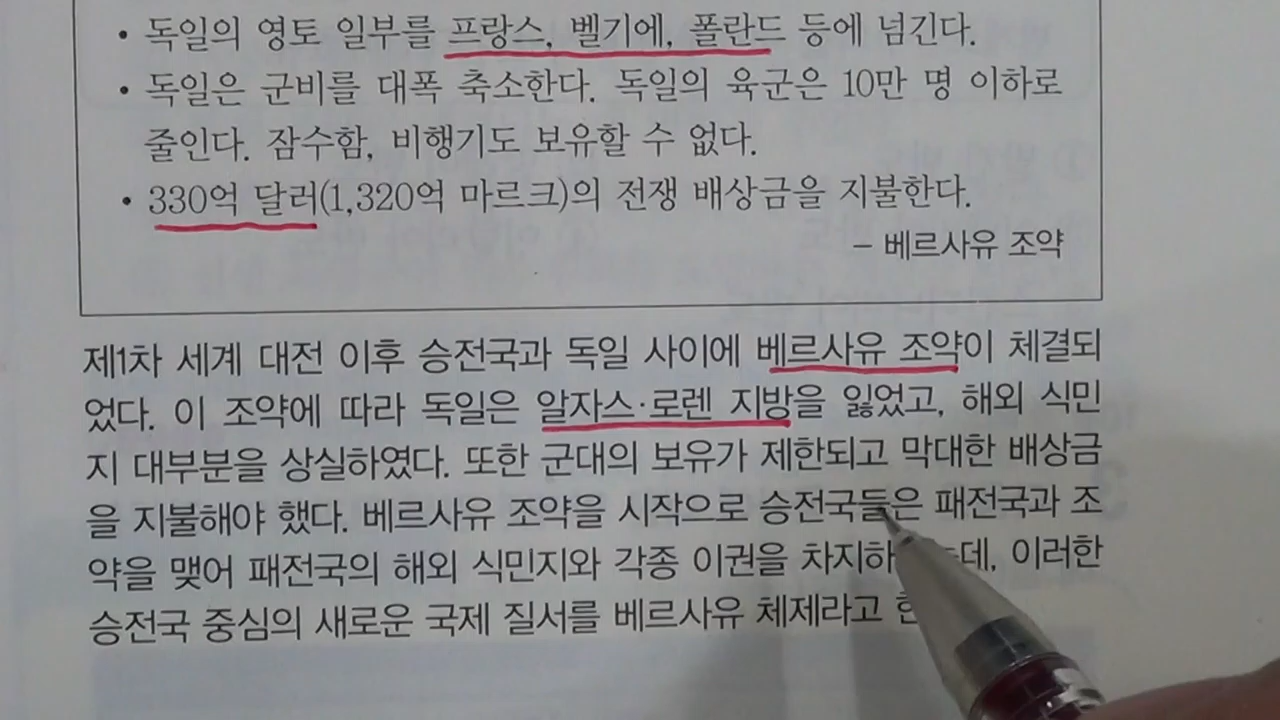 • 독일의 영토 일부를 프랑스, 벨기에, 폴란드 등에 넘긴다.
• 독일은 군비를 대폭 축소한다. 독일의 육군은 10만 명 이하로
줄인다. 잠수함, 비행기도 보유할 수 없다.
• 330억 달러(1,320억 마르크)의 전쟁 배상금을 지불한다.
– 베르사유 조약
제1차 세계 대전 이후 승전국과 독일 사이에 베르사유 조약이 체결되
었다. 이 조약에 따라 독일은 알자스·로렌 지방을 잃었고, 해외 식민
지 대부분을 상실하였다. 또한 군대의 보유가 제한되고 막대한 배상금
을 지불해야 했다. 베르사유 조약을 시작으로 승전국들은 패전국과 조
약을 맺어 패전국의 해외 식민지와 각종 이권을 이러한
승전국 중심의 새로운 국제 질서를 베르사유 체제라고